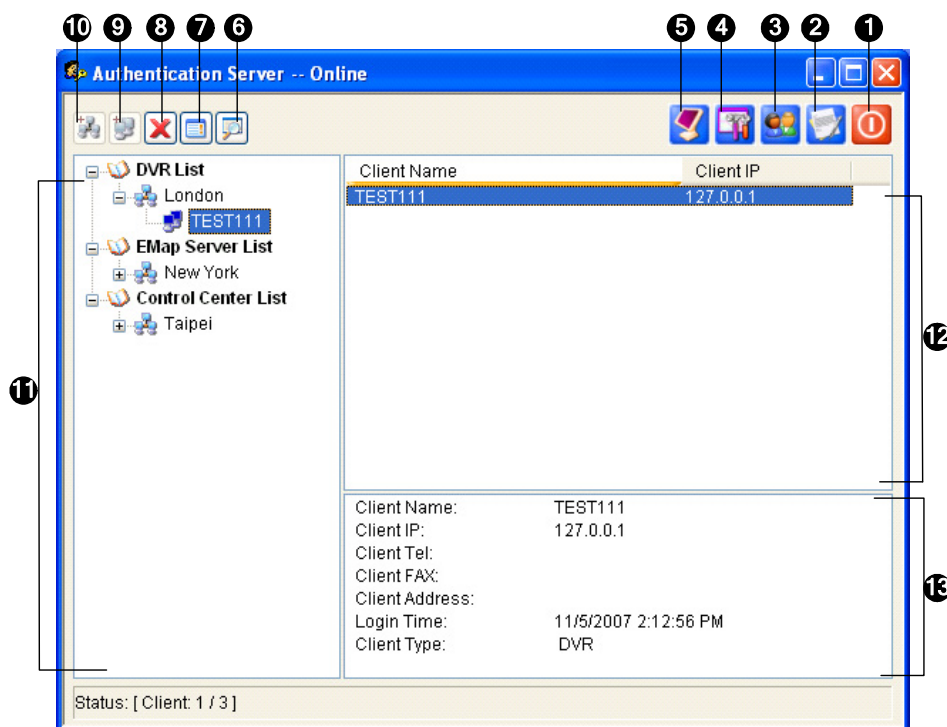 10 9 8 7 6 5 4 3 2 1
Authentication Server -- Online
DVR List
London
TEST111
EMap Server List
New York
Control Center List
Taipei
11
Client Name Client IP
TEST111 127.0.0.1
12
Client Name: TEST111
Client IP: 127.0.0.1
Client Tel:
Client FAX:
Client Address:
Login Time: 11/5/2007 2:12:56 PM
Client Type: DVR
13
Status: [ Client: 1 / 3 ]